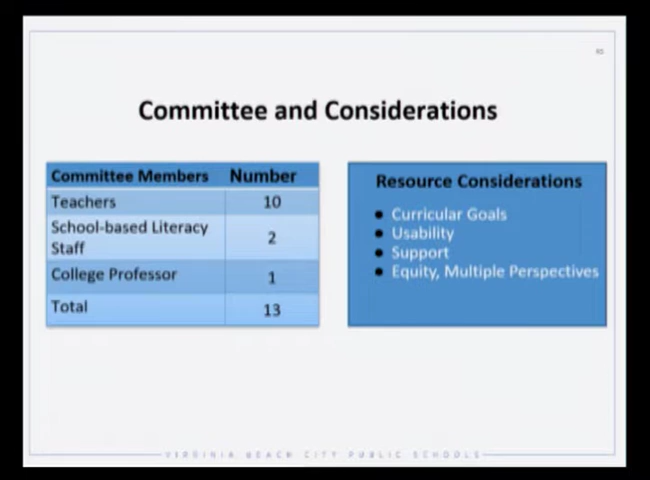 Committee and Considerations
Committee Members Number
Teachers 10
School-based Literacy
Staff 2
College Professor 1
Total 13
Resource Considerations
● Curricular Goals
● Usability
● Support
● Equity, Multiple Perspectives
VIRGINIA BEACH CITY PUBLIC SCHOOLS